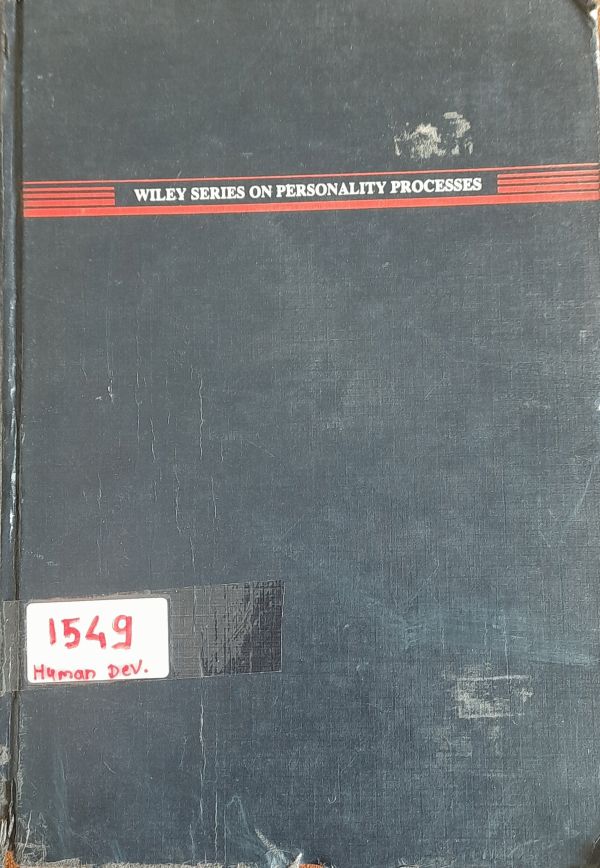 WILEY SERIES ON PERSONALITY PROCESSES
1549
Human Dev.